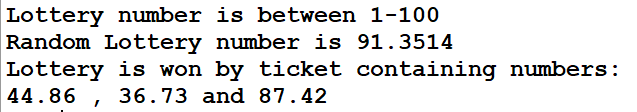 Lottery number is between 1-100
Random Lottery number is 91.3514
Lottery is won by ticket containing numbers:
44.86 , 36.73 and 87.42